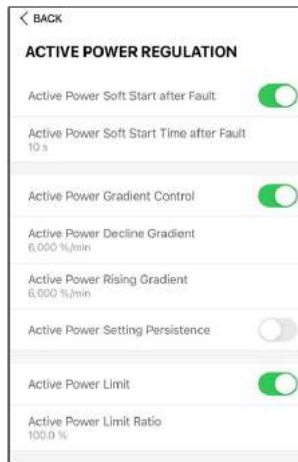 < BACK
ACTIVE POWER REGULATION
Active Power Soft Start after Fault
Active Power Soft Start Time after Fault
10 s
Active Power Gradient Control
Active Power Decline Gradient
6,000 %/min
Active Power Rising Gradient
6,000 %/min
Active Power Setting Persistence
Active Power Limit
Active Power Limit Ratio
100.0 %